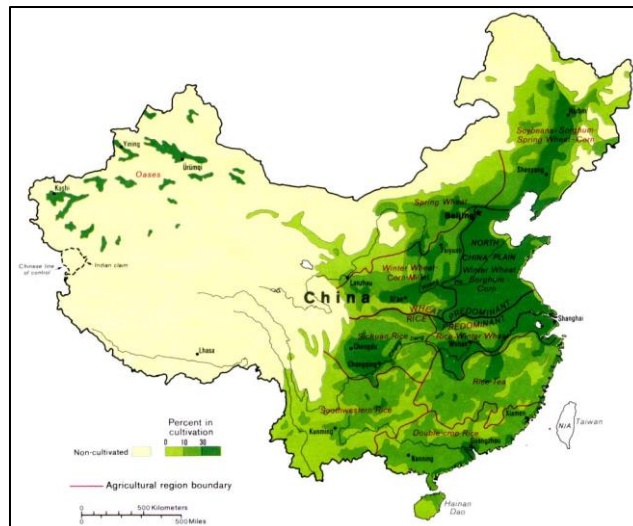 Harbin
Soybeans-Sorghum
Spring Wheat-Corn
Yining
Ürümqi
Shenyang
Oases
Kashi
Spring Wheat
Beijing
Chinese line
of control
Indian claim
Taiyuan
NORTH
CHINA PLAIN
Winter Wheat
Corn-Millet
Winter Wheat
Sorghum
Corn
Lanzhou
China
Xi'an
WHEAT PREDOMINANT
RICE PREDOMINANT
Shanghai
Sichuan Rice
Rice-Winter Wheat
Wuhan
Lhasa
Chengdu
Chongqing
Rice-Tea
Southwestern Rice
Xiamen
Taiwan
N/A
Percent in
cultivation
0 10 30
Non-cultivated
Kunming
Double crop Rice
Guangzhou
Nanning
Agricultural region boundary
0 500 Kilometers
0 500 Miles
Hainan
Dao